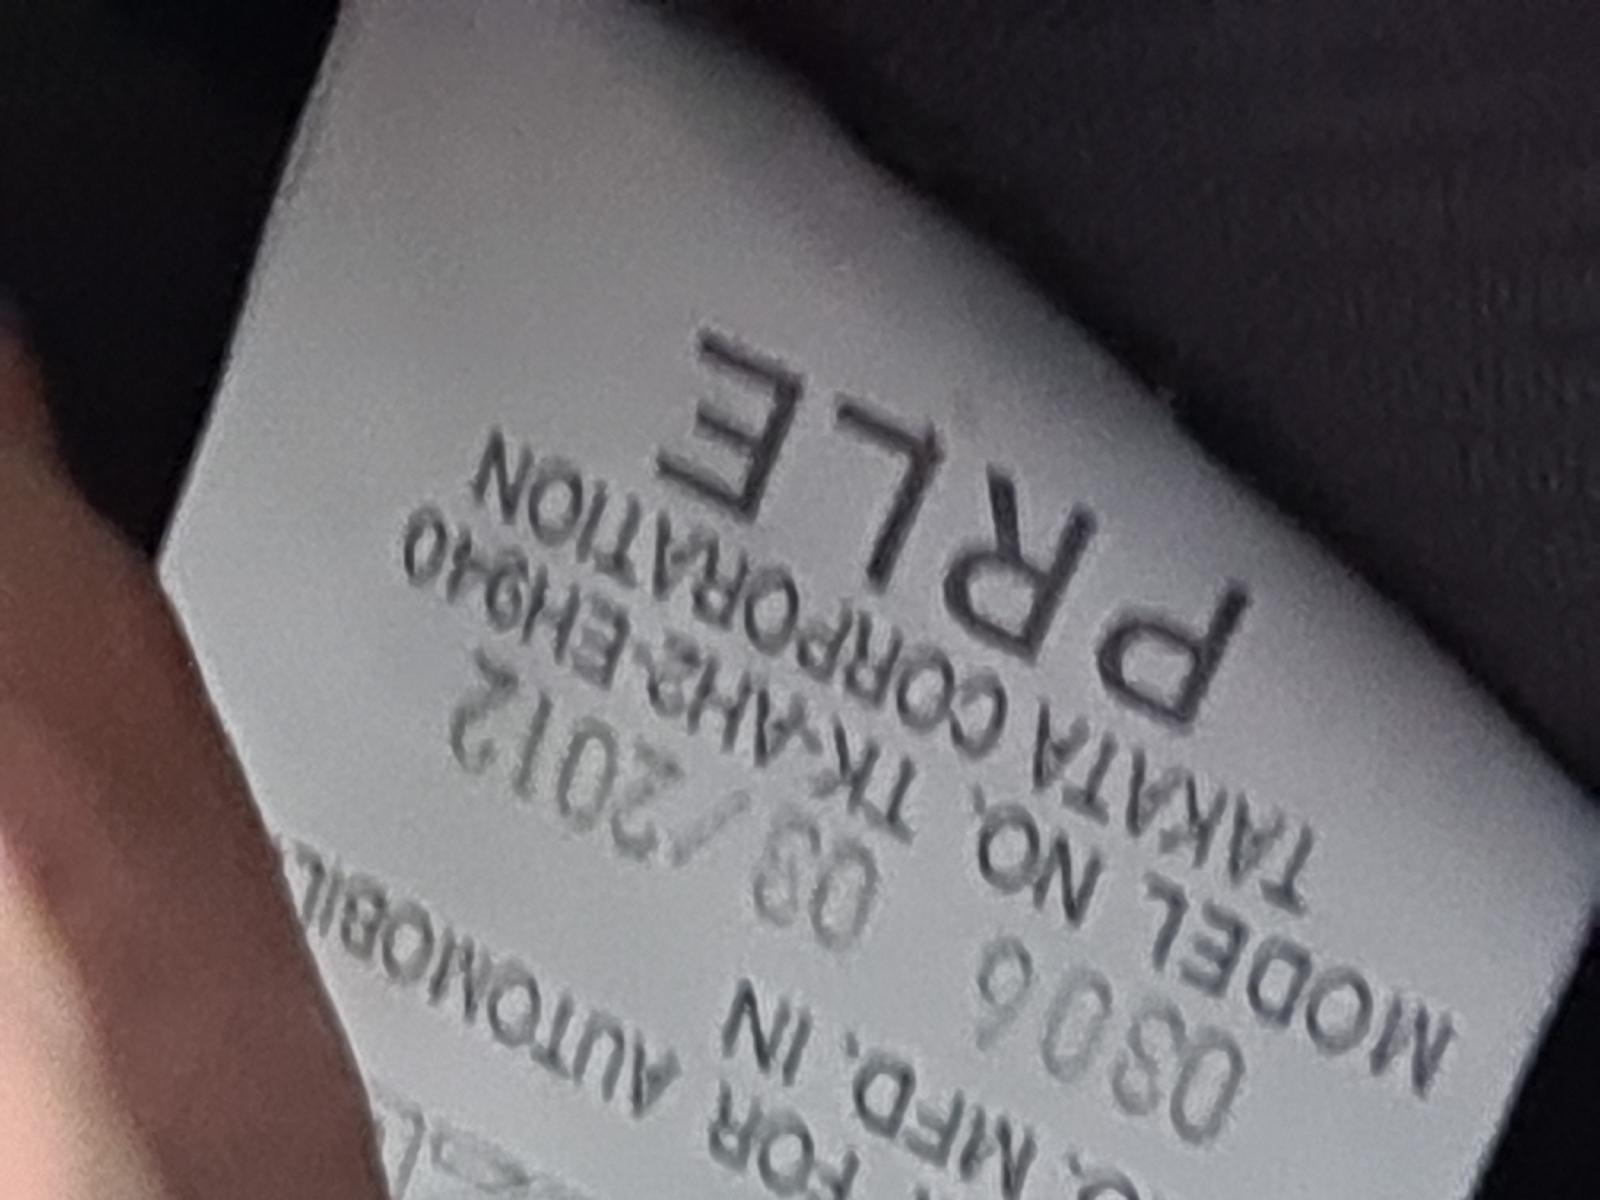 FOR AUTOMOBIL
O. MFD. IN
0306 03/2012
MODEL NO. TK-AH2-EH940
TAKATA CORPORATION
PRLE